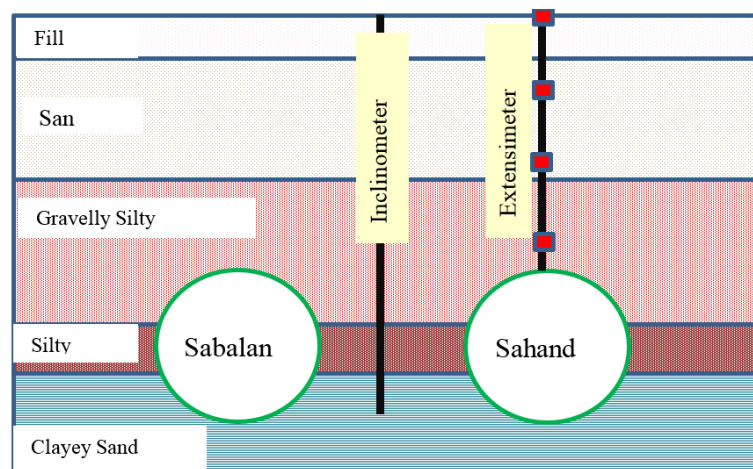 Fill
San
Inclinometer
Extensimeter
Gravelly Silty
Silty
Sabalan
Sahand
Clayey Sand